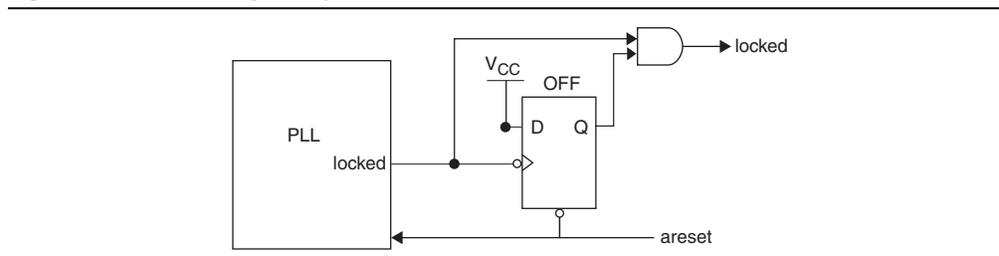 locked
VCC
OFF
D
Q
PLL
locked
areset